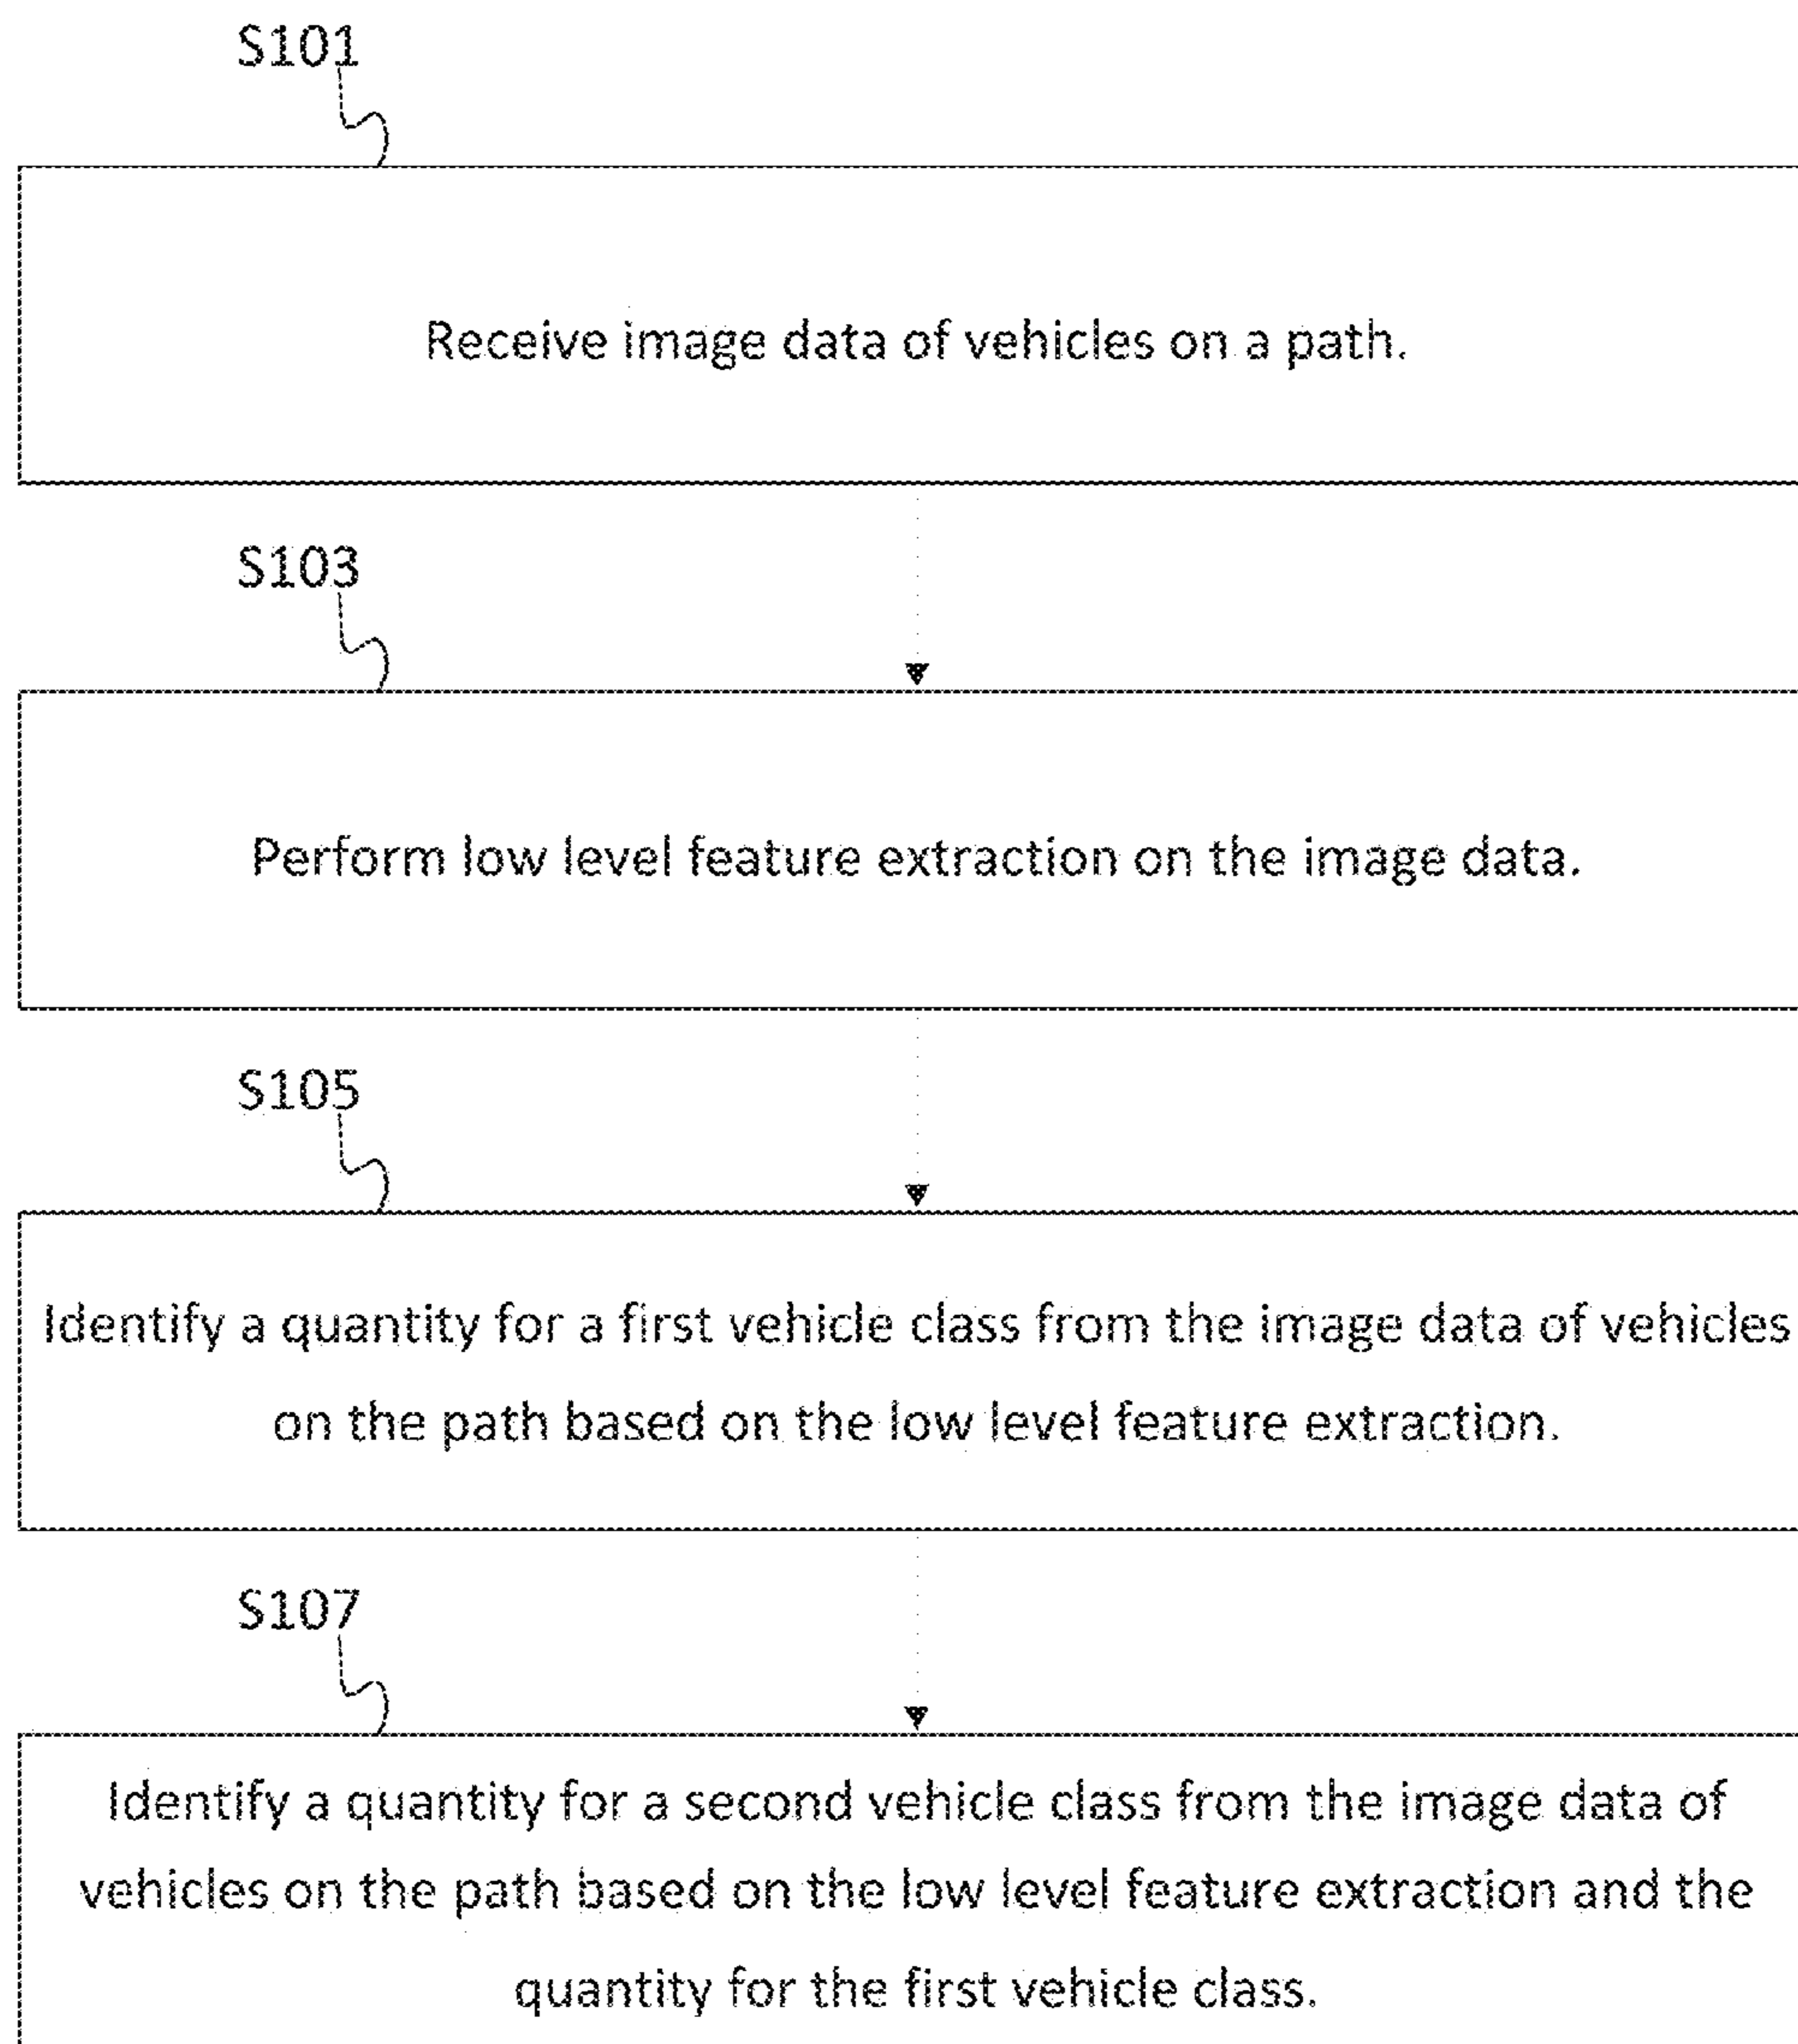 S101
Receive image data of vehicles on a path.
S103
Perform low level feature extraction on the image data.
S105
Identify a quantity for a first vehicle class from the image data of vehicles
on the path based on the low level feature extraction.
S107
Identify a quantity for a second vehicle class from the image data of
vehicles on the path based on the low level feature extraction and the
quantity for the first vehicle class.